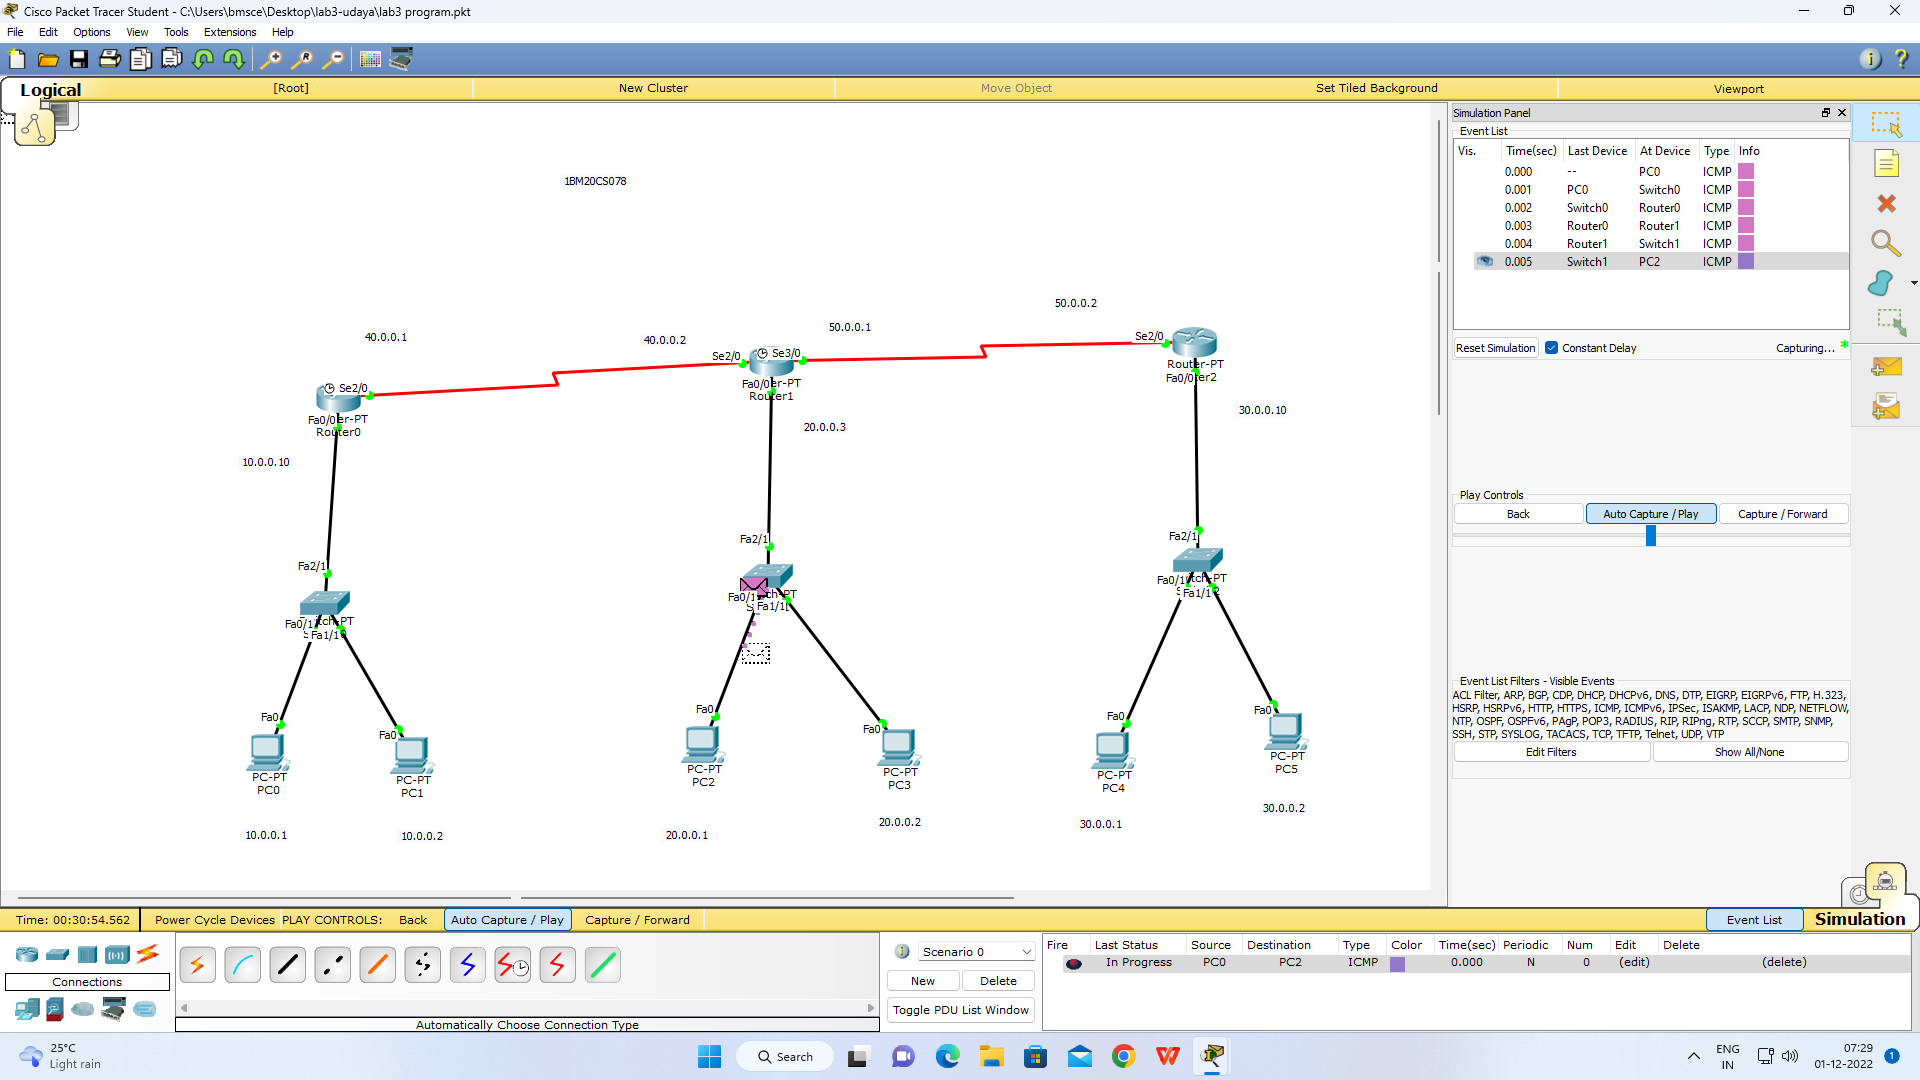 Cisco Packet Tracer Student - C:\Users\bmsce\Desktop\lab3-udaya\lab3 program.pkt
File Edit Options View Tools Extensions Help
Logical [Root] New Cluster Move Object Set Tiled Background Viewport
1BM20CS078
50.0.0.2
50.0.0.1
40.0.0.1
40.0.0.2
Se2/0
Se2/0 Se3/0
Router-PT
Fa0/0
Fa0/0
Router1
Se2/0
Fa0/0
Router0
30.0.0.10
20.0.0.3
10.0.0.10
Fa2/1
Fa2/1
Fa2/1
Fa1/1
Fa1/1
Fa1/1
Fa0 Fa0 Fa0 Fa0 Fa0 Fa0
PC-PT
PC0
PC-PT
PC1
PC-PT
PC2
PC-PT
PC3
PC-PT
PC4
PC-PT
PC5
10.0.0.1
10.0.0.2
20.0.0.1
20.0.0.2
30.0.0.1
30.0.0.2
Simulation Panel
Event List
Vis. Time(sec) Last Device At Device Type Info
0.000 -- PC0 ICMP
0.001 PC0 Switch0 ICMP
0.002 Switch0 Router0 ICMP
0.003 Router0 Router1 ICMP
0.004 Router1 Switch1 ICMP
0.005 Switch1 PC2 ICMP
Reset Simulation Constant Delay Capturing... *
Play Controls
Back Auto Capture / Play Capture / Forward
Event List Filters - Visible Events
ACL Filter, ARP, BGP, CDP, DHCP, DHCPv6, DNS, DTP, EIGRP, EIGRPv6, FTP, H.323,
HSRP, HSRPv6, HTTP, HTTPS, ICMP, ICMPv6, IPSec, ISAKMP, LACP, NDP, NETFLOW,
NTP, OSPF, OSPFv6, PAgP, POP3, RADIUS, RIP, RIPng, RTP, SCCP, SMTP, SNMP,
SSH, STP, SYSLOG, TACACS, TCP, TFTP, Telnet, UDP, VTP
Edit Filters Show All/None
Time: 00:30:54.562 Power Cycle Devices PLAY CONTROLS: Back Auto Capture / Play Capture / Forward Event List Simulation
Connections
Automatically Choose Connection Type
Scenario 0
New Delete
Toggle PDU List Window
Fire Last Status Source Destination Type Color Time(sec) Periodic Num Edit Delete
In Progress PC0 PC2 ICMP 0.000 N 0 (edit) (delete)
25°C
Light rain
Search
ENG
IN
07:29
01-12-2022
1